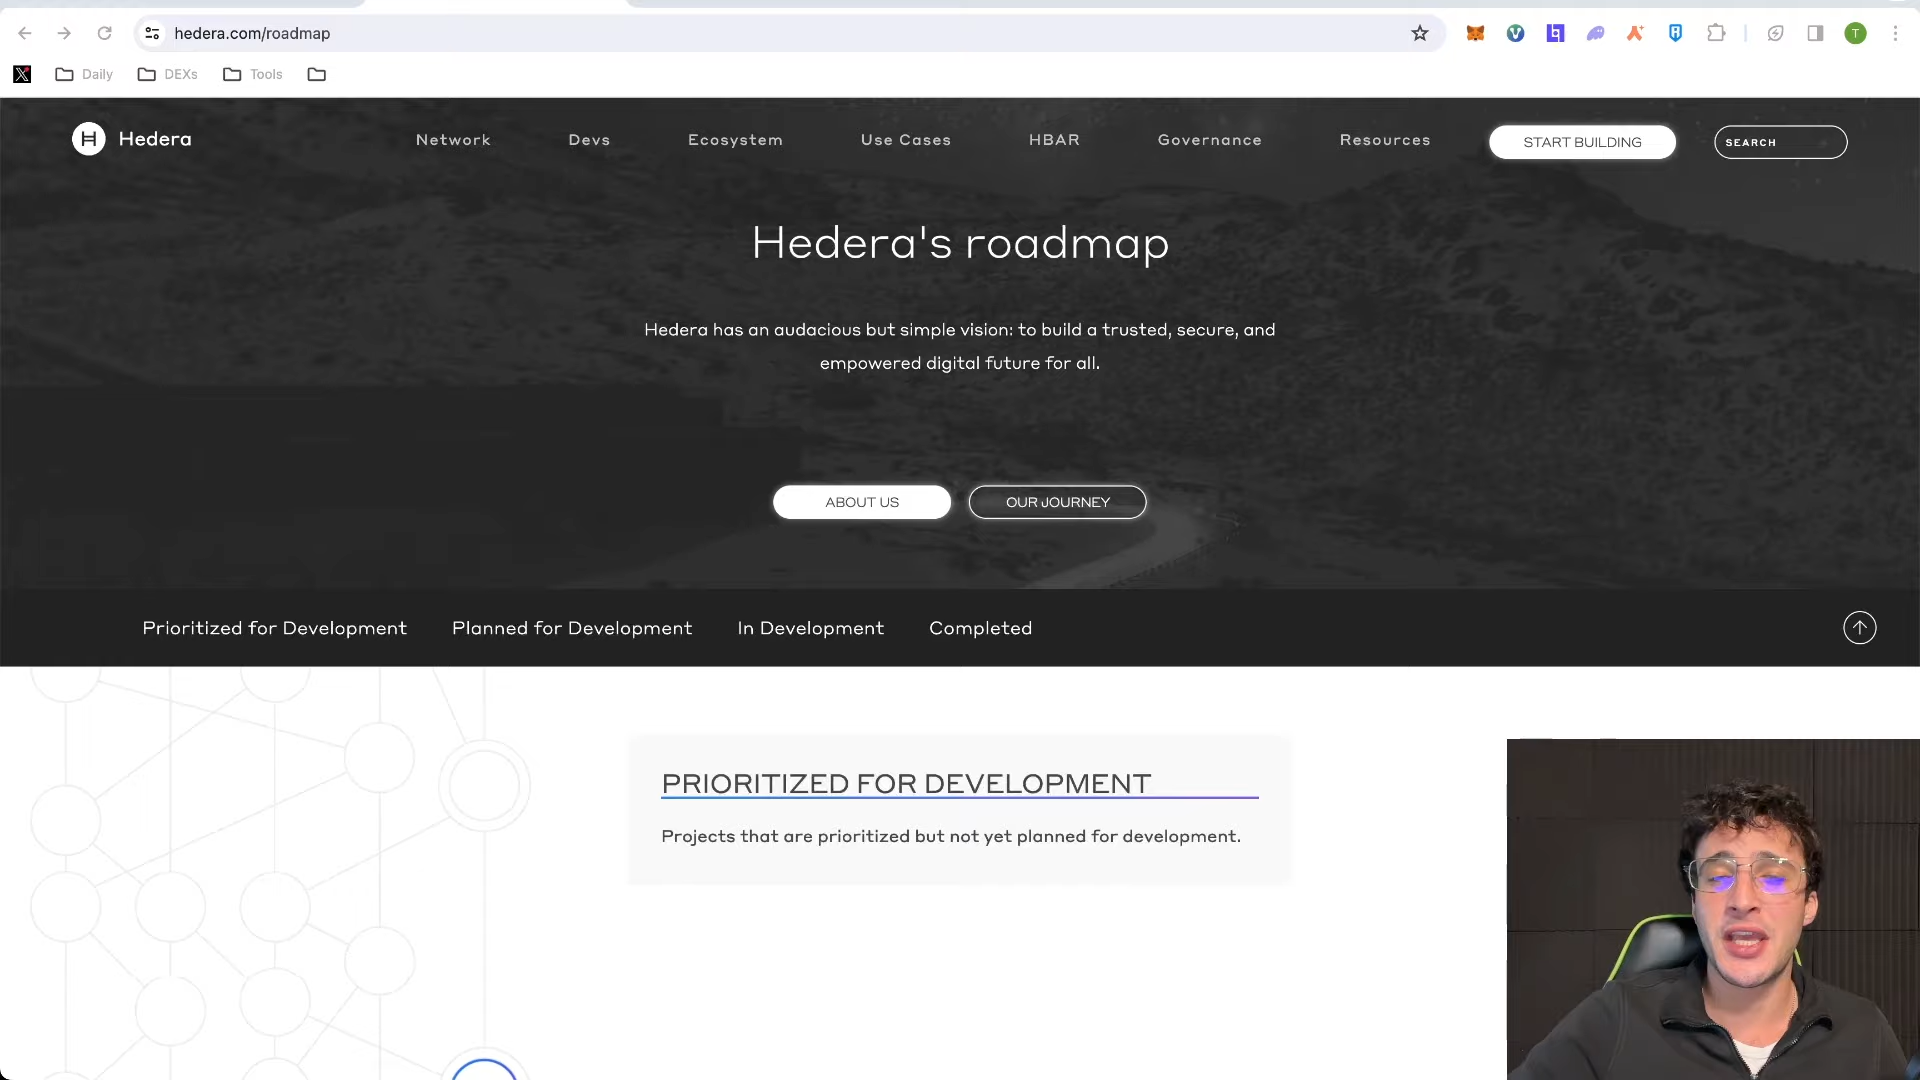 hedera.com/roadmap
T
X
Daily
DEXs
Tools
H
Hedera
Network
Devs
Ecosystem
Use Cases
HBAR
Governance
Resources
START BUILDING
SEARCH
Hedera's roadmap
Hedera has an audacious but simple vision: to build a trusted, secure, and
empowered digital future for all.
ABOUT US
OUR JOURNEY
Prioritized for Development
Planned for Development
In Development
Completed
PRIORITIZED FOR DEVELOPMENT
Projects that are prioritized but not yet planned for development.